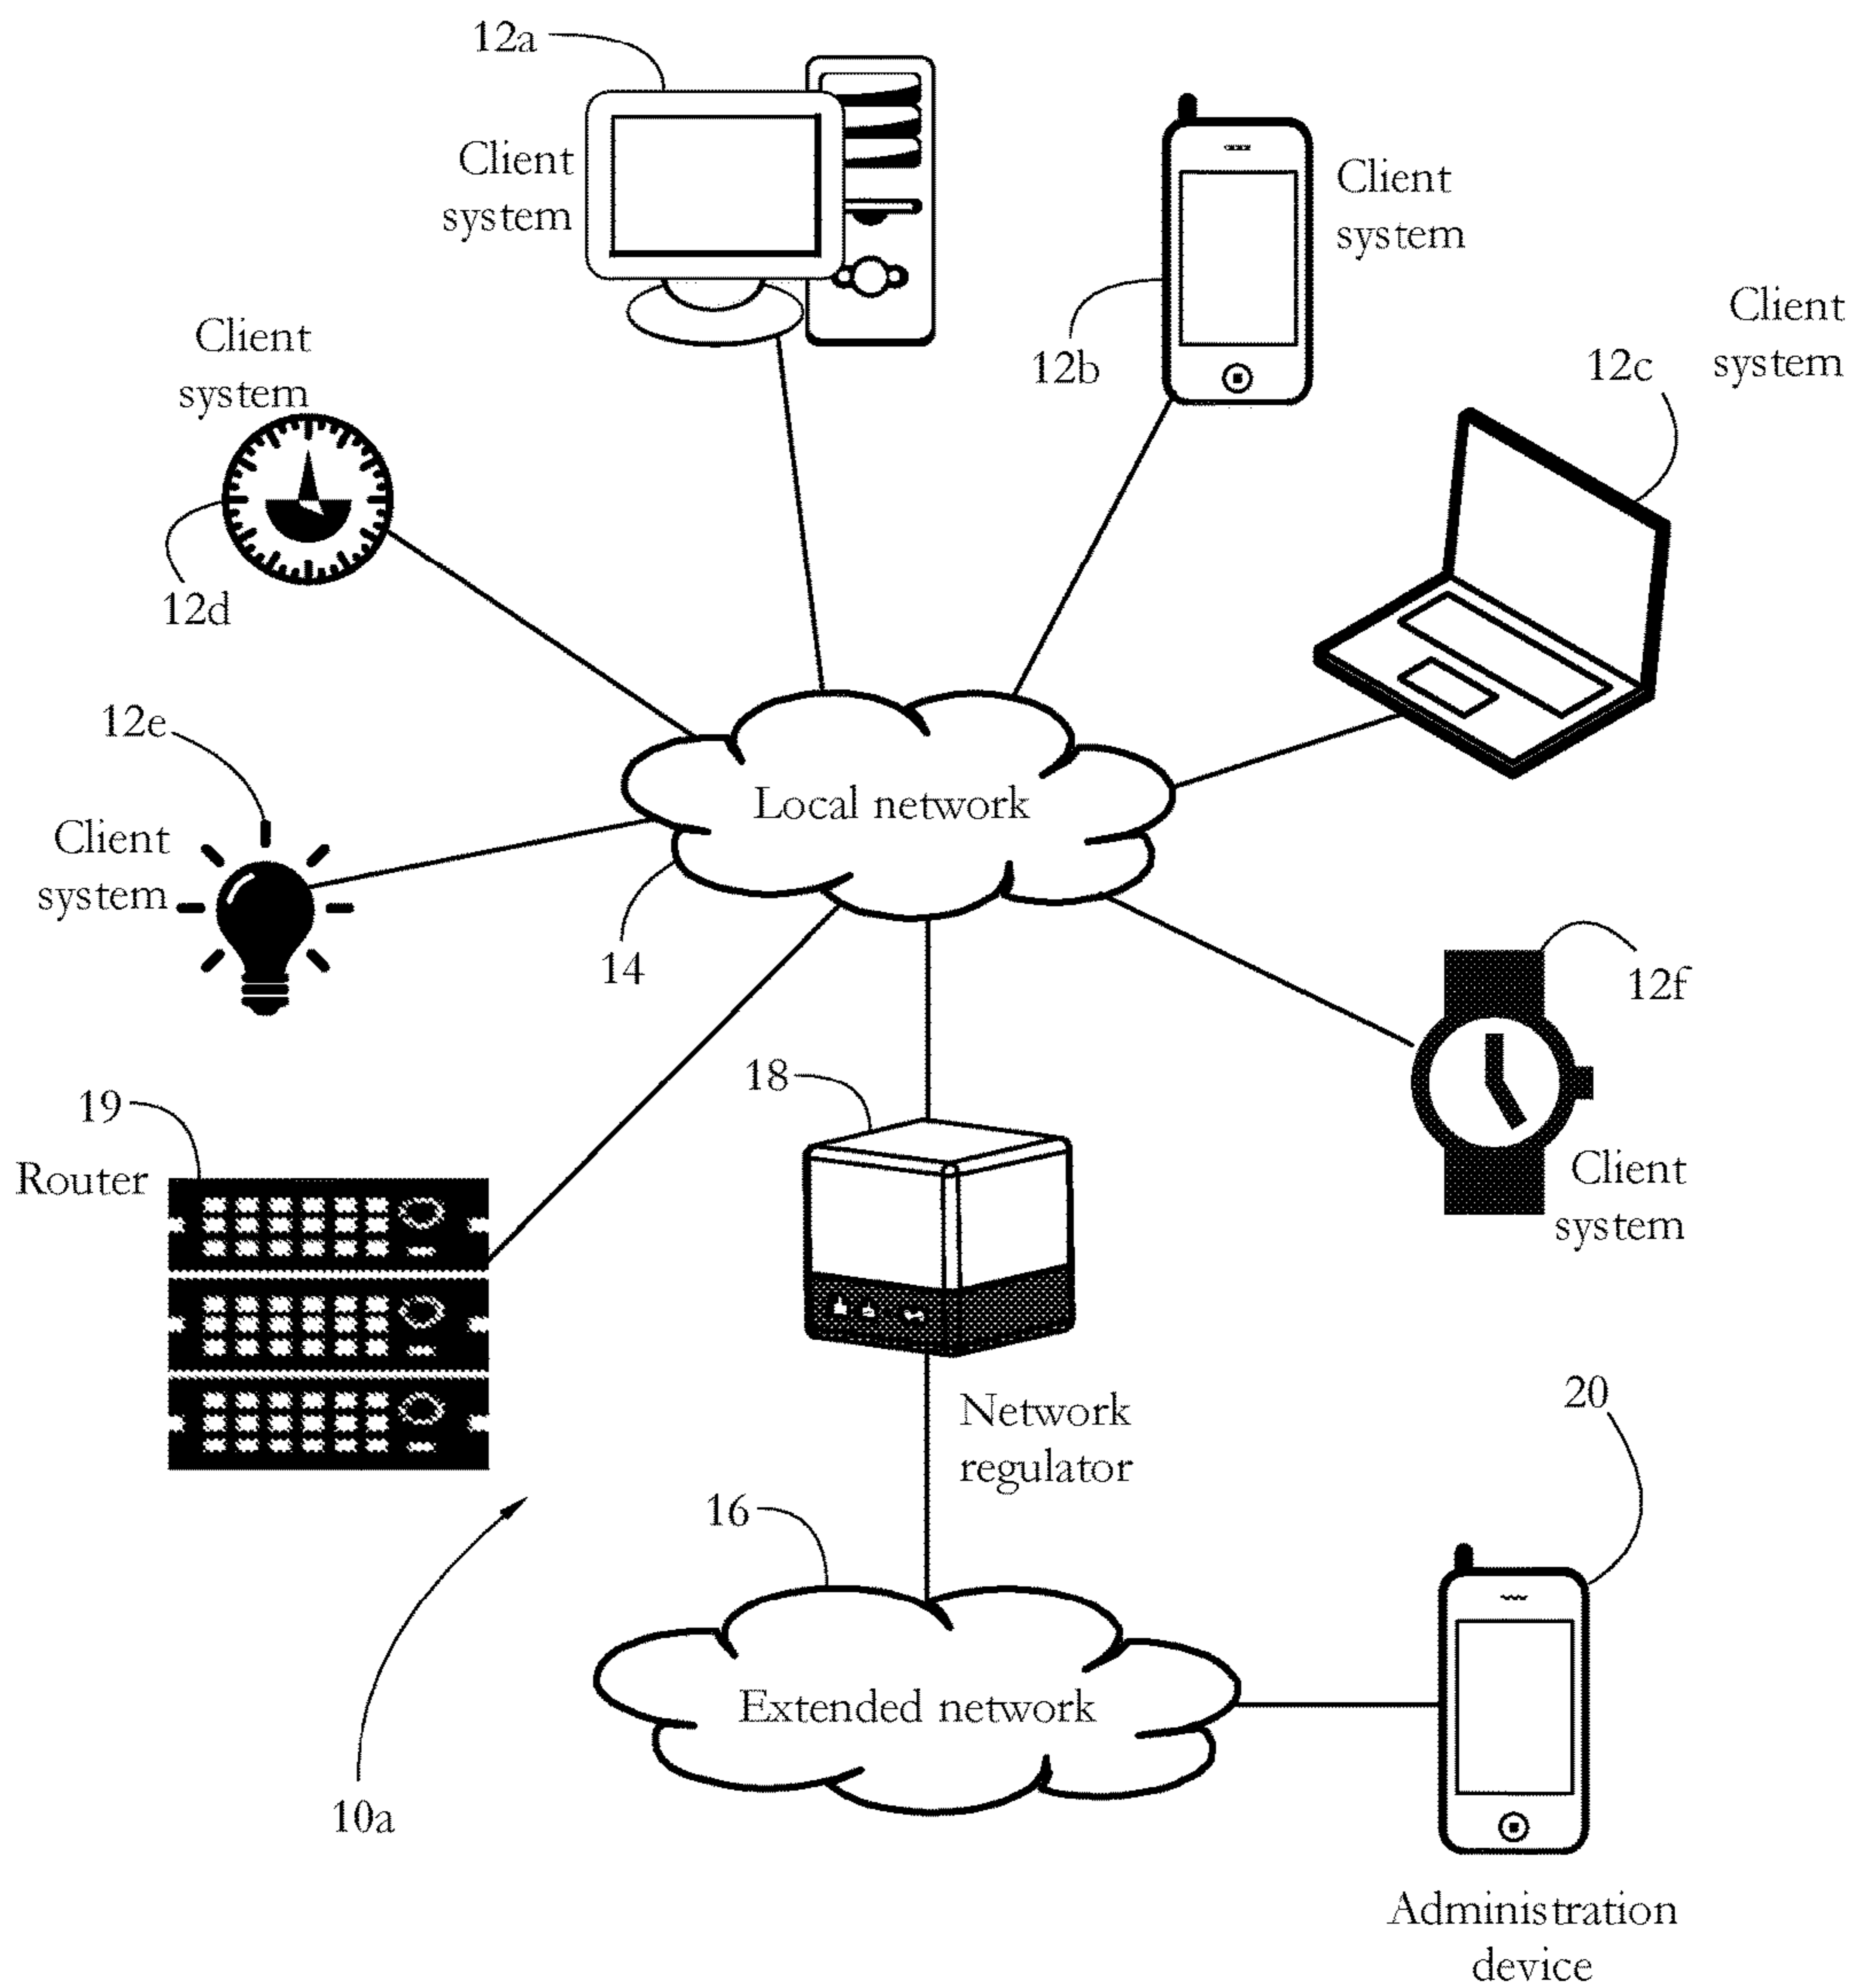 12a
Client
system
Client
system
12b
Client
system
12c
Client
system
12d
12e
Client
system
Local network
14
12f
Client
system
18
19
Router
Network
regulator
20
16
Extended network
10a
Administration
device